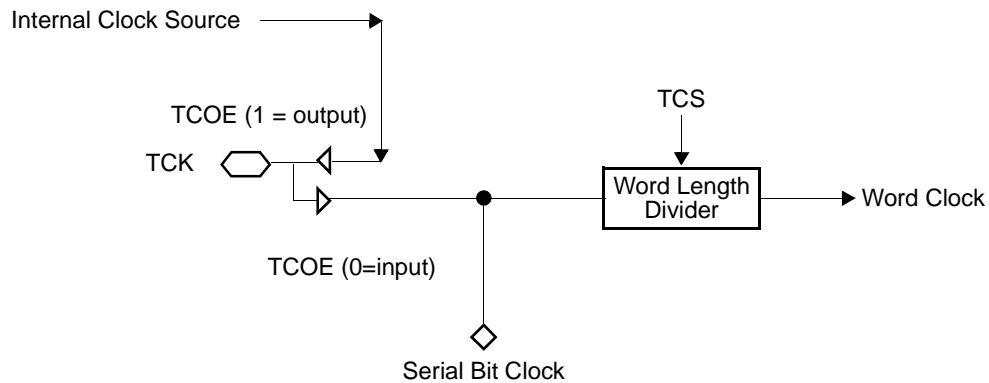 Internal Clock Source
TCOE (1 = output)
TCS
TCK
Word Length
Divider
Word Clock
TCOE (0=input)
Serial Bit Clock